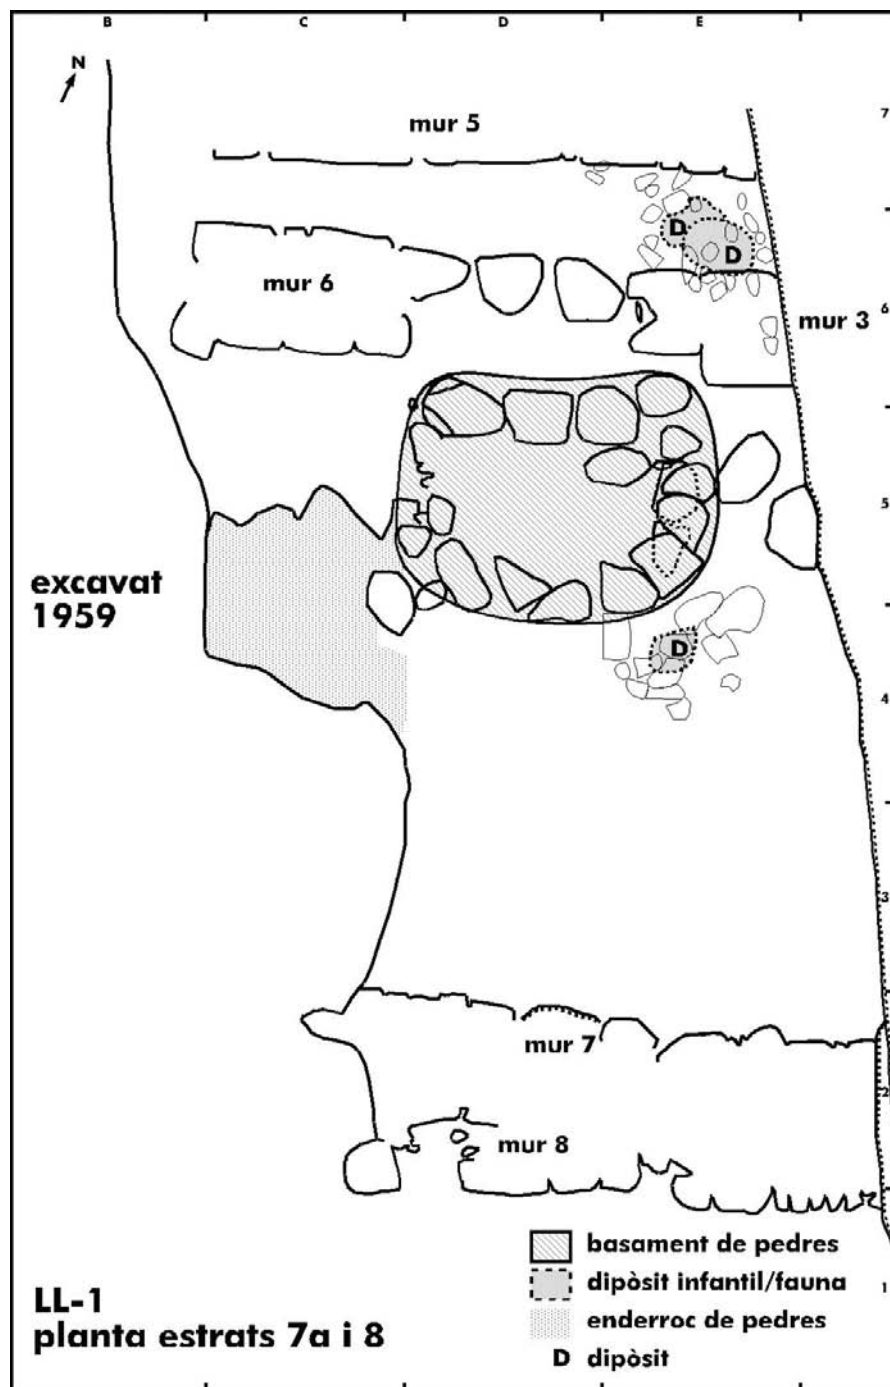 B C D E
N
7
mur 5
D
D
mur 6
mur 3
6
5
excavat
1959
D
4
3
mur 7
2
mur 8
basament de pedres
dipòsit infantil/fauna
1
enderroc de pedres
D dipòsit
LL-1
planta estrats 7a i 8